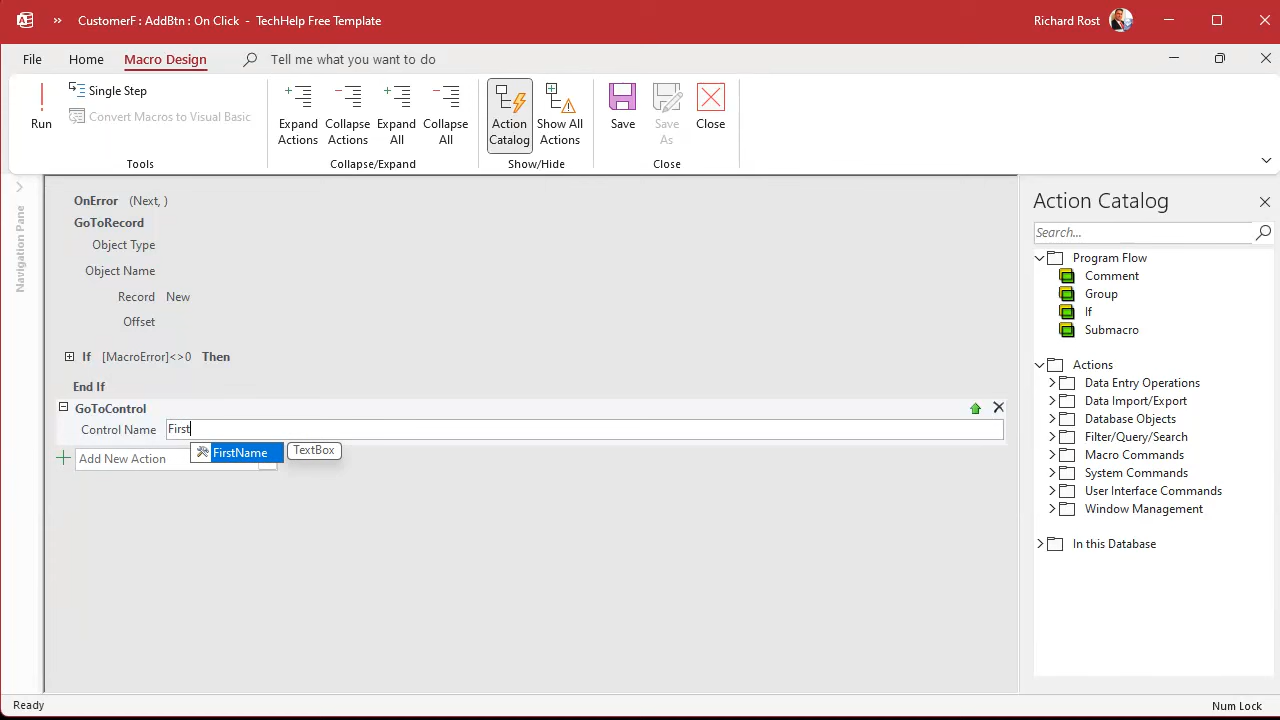 CustomerF : AddBtn : On Click - TechHelp Free Template
Richard Rost
File
Home
Macro Design
Tell me what you want to do
Run
Single Step
Convert Macros to Visual Basic
Tools
Expand Actions
Collapse Actions
Expand All
Collapse All
Collapse/Expand
Action Catalog
Show All Actions
Show/Hide
Save
Save As
Close
Close
Navigation Pane
OnError (Next, )
GoToRecord
Object Type
Object Name
Record New
Offset
If [MacroError]<>0 Then
End If
GoToControl
Control Name First
FirstName TextBox
Add New Action
Action Catalog
Search...
Program Flow
Comment
Group
If
Submacro
Actions
Data Entry Operations
Data Import/Export
Database Objects
Filter/Query/Search
Macro Commands
System Commands
User Interface Commands
Window Management
In this Database
Ready
Num Lock